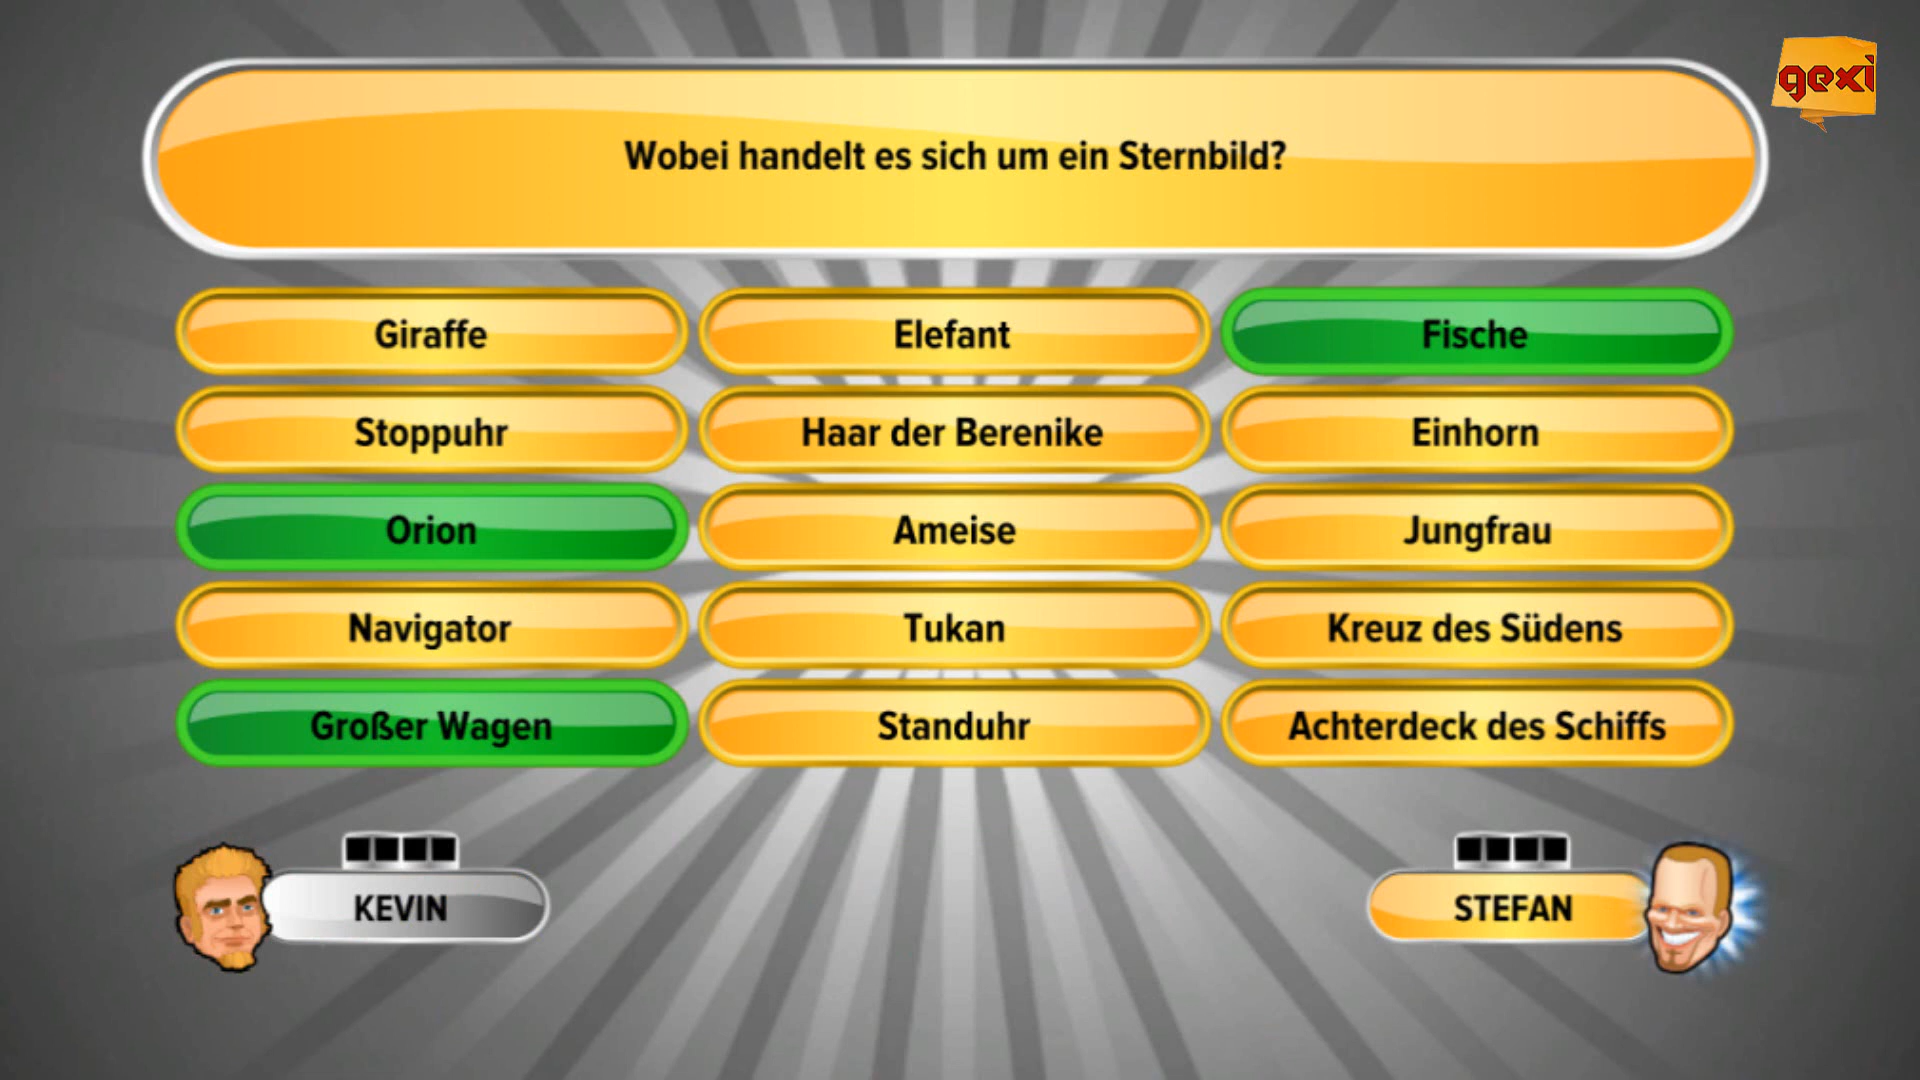 gexi
Wobei handelt es sich um ein Sternbild?
Giraffe
Elefant
Fische
Stoppuhr
Haar der Berenike
Einhorn
Orion
Ameise
Jungfrau
Navigator
Tukan
Kreuz des Südens
Großer Wagen
Standuhr
Achterdeck des Schiffs
KEVIN
STEFAN